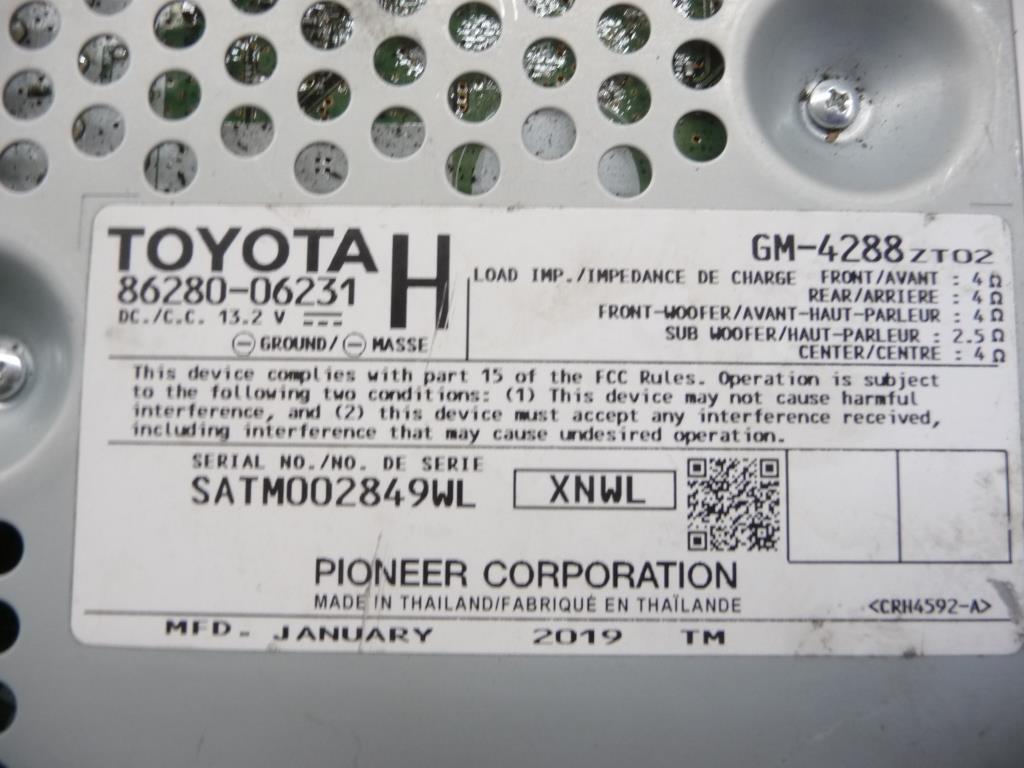 TOYOTA H
86280-06231
DC./C.C. 13.2 V
GROUND/ MASSE
GM-4288ZT02
LOAD IMP./IMPEDANCE DE CHARGE FRONT/AVANT : 4Ω
REAR/ARRIERE : 4Ω
FRONT-WOOFER/AVANT-HAUT-PARLEUR : 4Ω
SUB WOOFER/HAUT-PARLEUR : 2.5Ω
CENTER/CENTRE : 4Ω
This device complies with part 15 of the FCC Rules. Operation is subject
to the following two conditions: (1) This device may not cause harmful
interference, and (2) this device must accept any interference received,
including interference that may cause undesired operation.
SERIAL NO./NO. DE SERIE
SATM002849WL
XNWL
PIONEER CORPORATION
MADE IN THAILAND/FABRIQUÉ EN THAÏLANDE
<CRH4592-A>
MFD- JANUARY 2019 TM